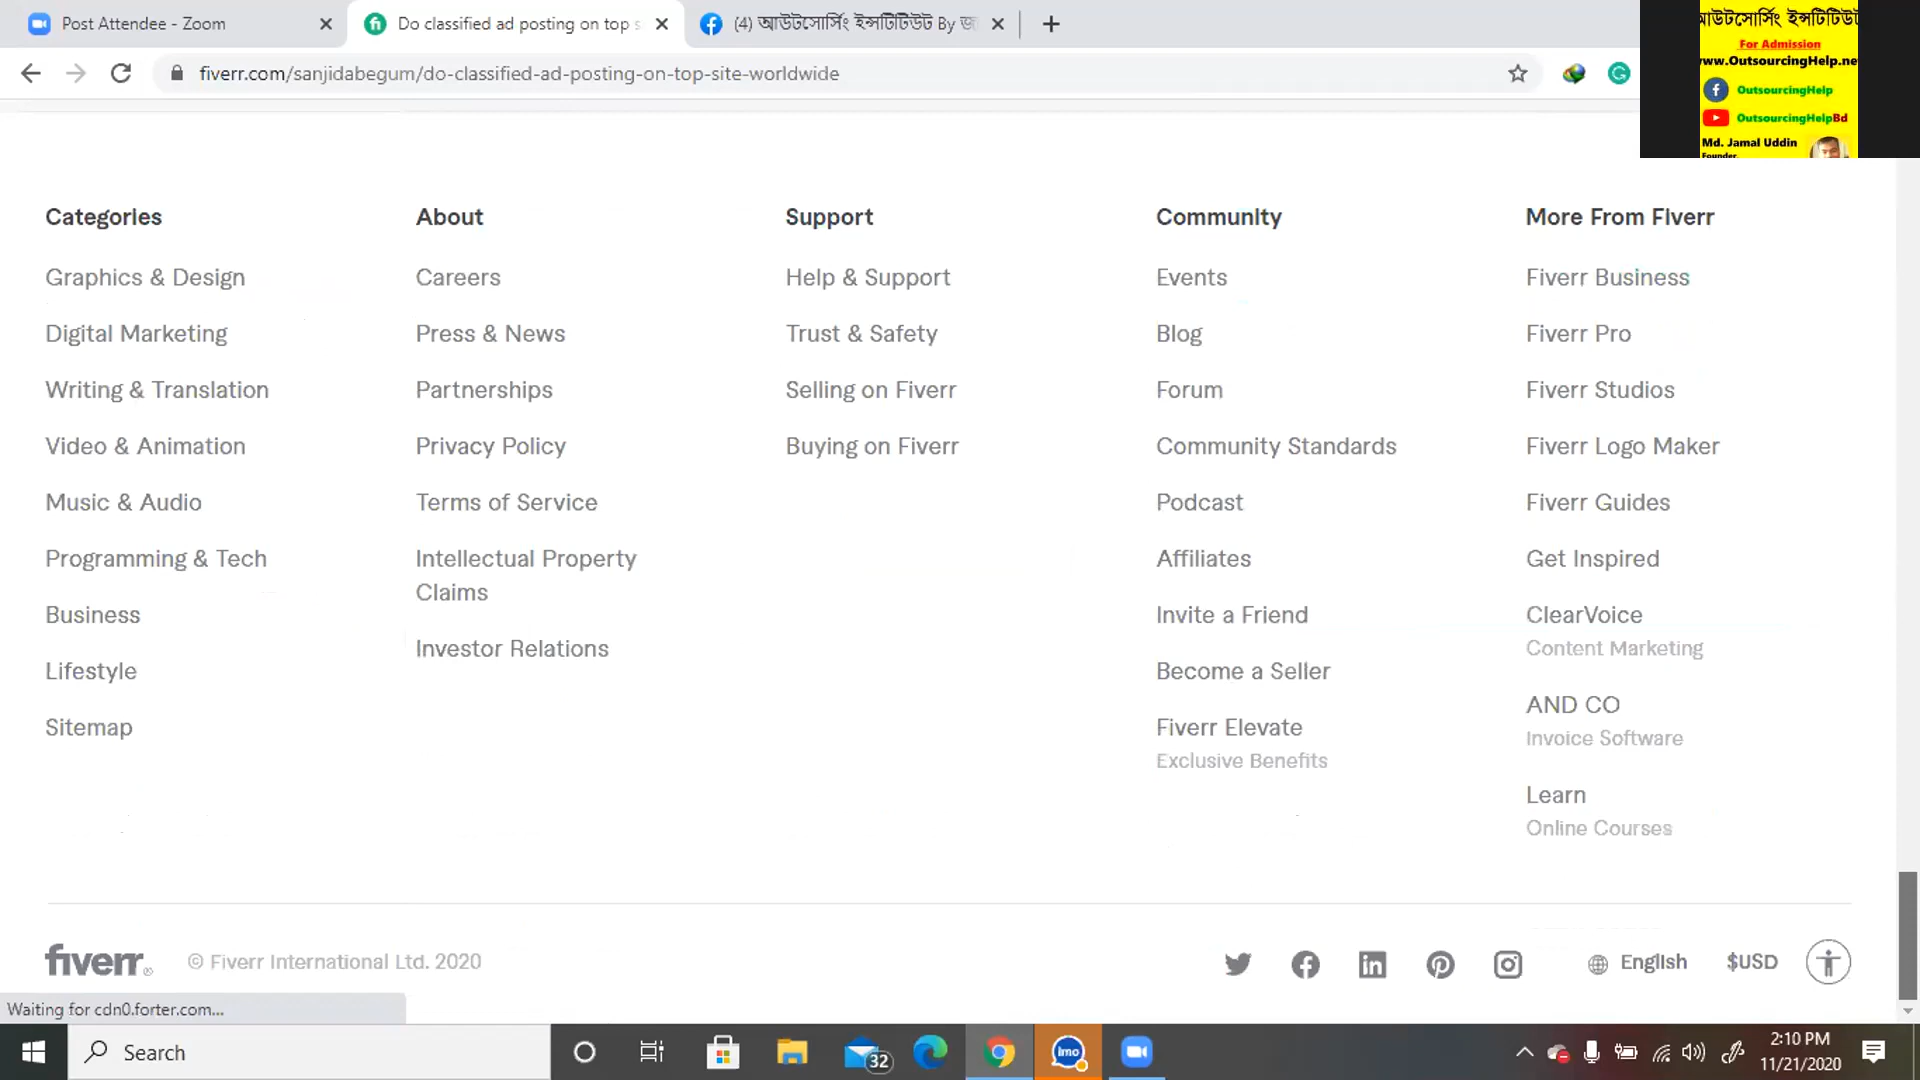 Post Attendee - Zoom
Do classified ad posting on top s
(4) আউটসোর্সিং ইন্সটিটিউট By জ
fiverr.com/sanjidabegum/do-classified-ad-posting-on-top-site-worldwide
আউটসোর্সিং ইন্সটিটিউট
For Admission
www.OutsourcingHelp.ne
OutsourcingHelp
OutsourcingHelpBd
Md. Jamal Uddin
Founder,
Categories
Graphics & Design
Digital Marketing
Writing & Translation
Video & Animation
Music & Audio
Programming & Tech
Business
Lifestyle
Sitemap
About
Careers
Press & News
Partnerships
Privacy Policy
Terms of Service
Intellectual Property
Claims
Investor Relations
Support
Help & Support
Trust & Safety
Selling on Fiverr
Buying on Fiverr
Community
Events
Blog
Forum
Community Standards
Podcast
Affiliates
Invite a Friend
Become a Seller
Fiverr Elevate
Exclusive Benefits
More From Fiverr
Fiverr Business
Fiverr Pro
Fiverr Studios
Fiverr Logo Maker
Fiverr Guides
Get Inspired
ClearVoice
Content Marketing
AND CO
Invoice Software
Learn
Online Courses
fiverr® © Fiverr International Ltd. 2020
English $USD
Waiting for cdn0.forter.com...
Search
32
imo
2:10 PM
11/21/2020